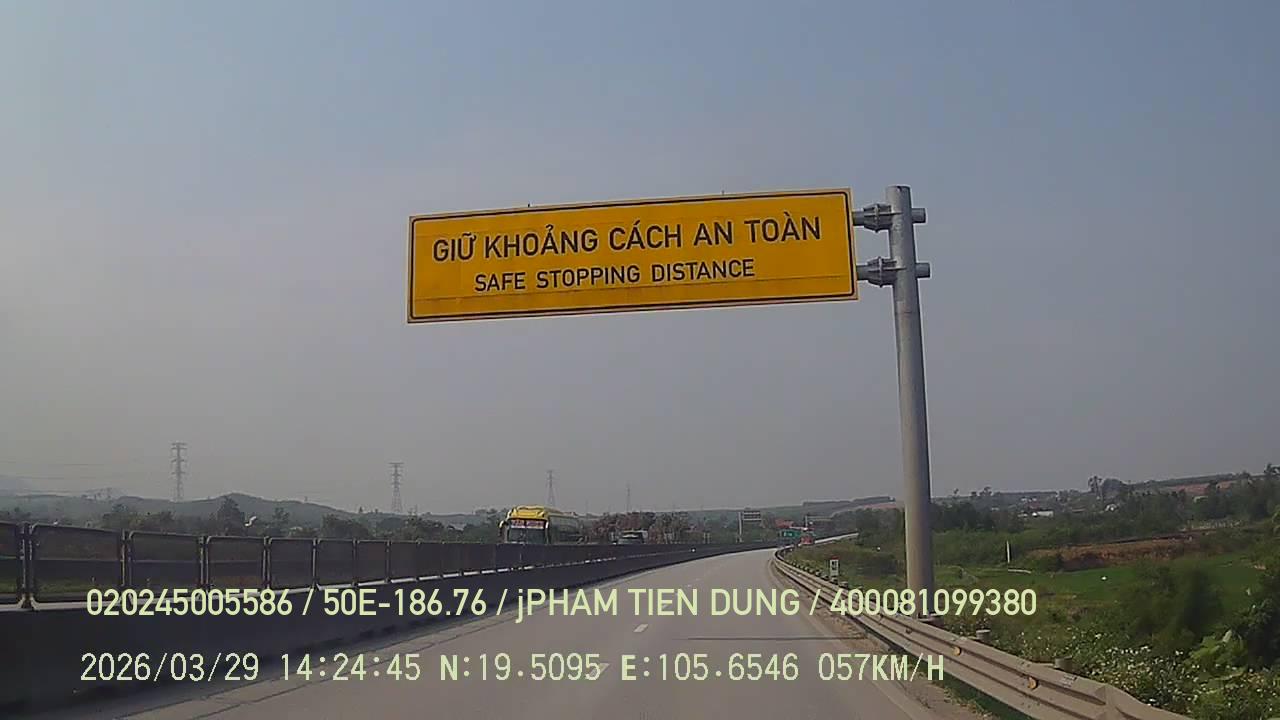 GIỮ KHOẢNG CÁCH AN TOÀN
SAFE STOPPING DISTANCE
020245005586 / 50E-186.76 / jPHAM TIEN DUNG / 400081099380
2026/03/29 14:24:45 N:19.5095 E:105.6546 057KM/H